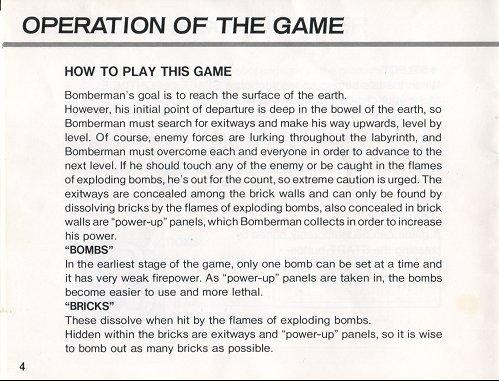 OPERATION OF THE GAME
HOW TO PLAY THIS GAME
Bomberman's goal is to reach the surface of the earth.
However, his initial point of departure is deep in the bowel of the earth, so
Bomberman must search for exitways and make his way upwards, level by
level. Of course, enemy forces are lurking throughout the labyrinth, and
Bomberman must overcome each and everyone in order to advance to the
next level. If he should touch any of the enemy or be caught in the flames
of exploding bombs, he's out for the count, so extreme caution is urged. The
exitways are concealed among the brick walls and can only be found by
dissolving bricks by the flames of exploding bombs, also concealed in brick
walls are "power-up" panels, which Bomberman collects in order to increase
his power.
"BOMBS"
In the earliest stage of the game, only one bomb can be set at a time and
it has very weak firepower. As "power-up" panels are taken in, the bombs
become easier to use and more lethal.
"BRICKS"
These dissolve when hit by the flames of exploding bombs.
Hidden within the bricks are exitways and "power-up" panels, so it is wise
to bomb out as many bricks as possible.
4